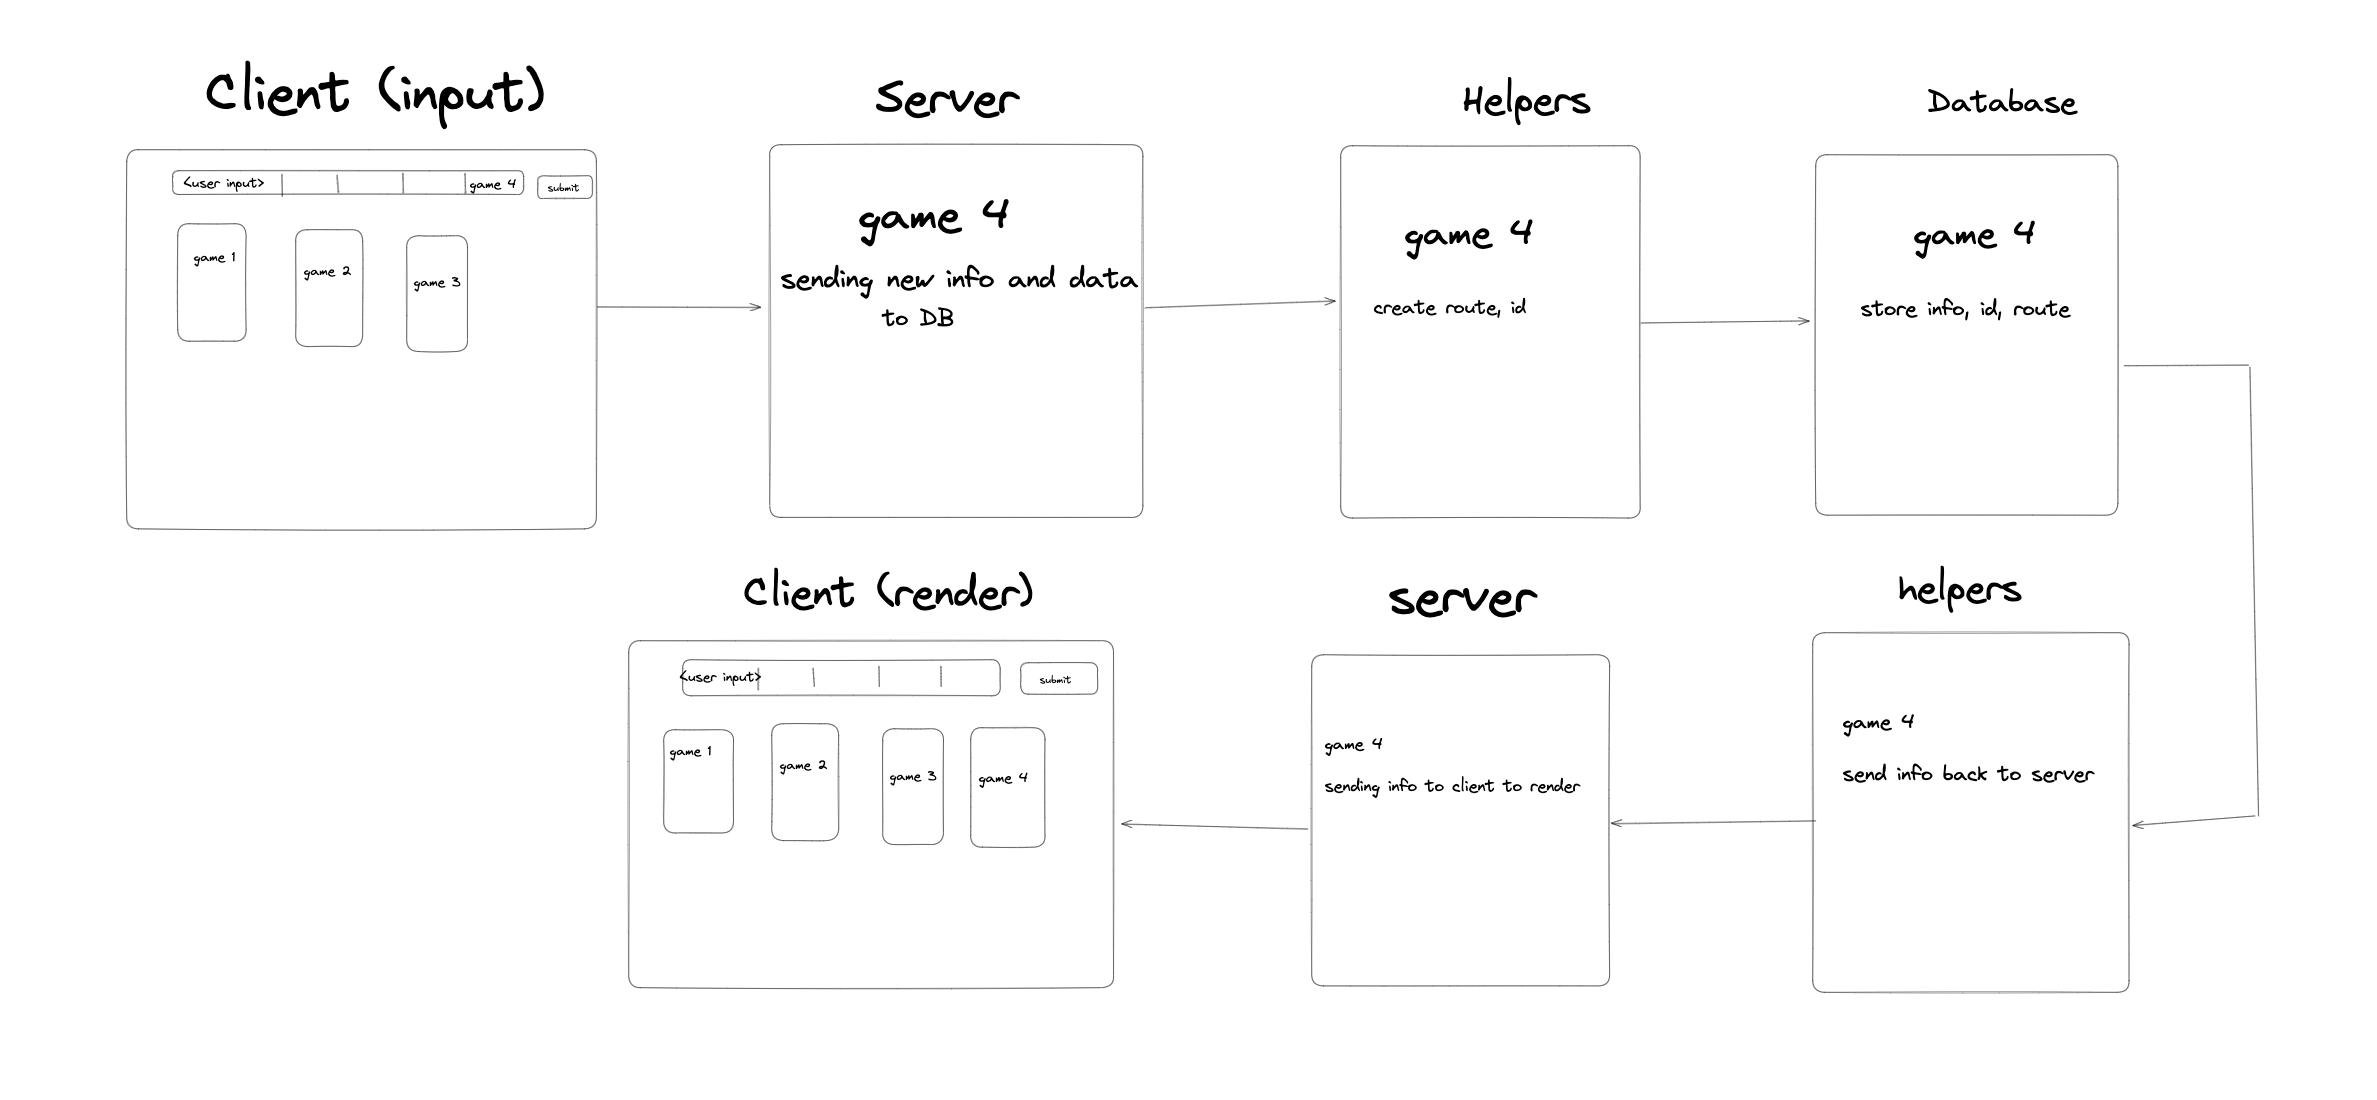 Client (input)
<user input>
game 4
submit
game 1
game 2
game 3
Server
game 4
sending new info and data
to DB
Helpers
game 4
create route, id
Database
game 4
store info, id, route
helpers
game 4
send info back to server
server
game 4
sending info to client to render
Client (render)
<user input>
submit
game 1
game 2
game 3
game 4